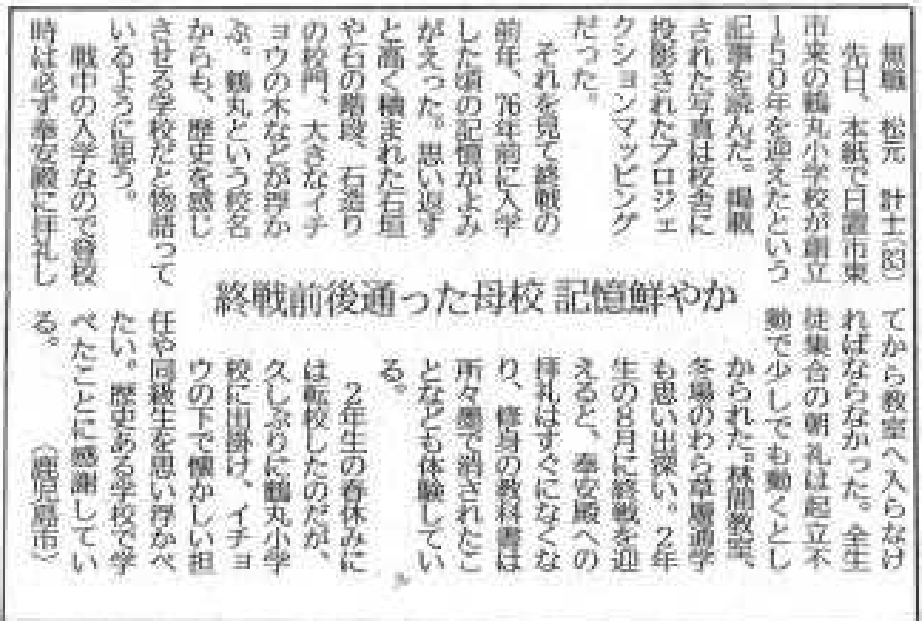 終戦前後通った母校 記憶鮮やか
無職 松元 計士(83)
先日、本紙で日置市東
市来の鶴丸小学校が創立
150年を迎えたという
記事を読んだ。掲載
された写真は校舎に
投影されたプロジェ
クションマッピング
だった。
それを見て終戦の
前年、76年前に入学
した頃の記憶がよみ
がえった。思い返す
と高く積まれた石垣
や石の階段、石造り
の校門、大きなイチ
ョウの木などが浮か
ぶ。鶴丸という校名
からも、歴史を感じ
させる学校だと物語って
いるように思う。
戦中の入学なので登校
時は必ず奉安殿に拝礼し
てから教室へ入らなけ
ればならなかった。全生
徒集合の朝礼は起立不
動で少しでも動くとし
かられた。林間教室、
冬場のわら草履通学
も思い出深い。2年
生の8月に終戦を迎
えると、奉安殿への
拝礼はすぐになくな
り、修身の教科書は
所々墨で消されたこ
となども体験してい
る。
2年生の春休みに
は転校したのだが、
久しぶりに鶴丸小学
校に出掛け、イチョ
ウの下で懐かしい担
任や同級生を思い浮かべ
たい。歴史ある学校で学
べたことに感謝してい
る。 (鹿児島市)